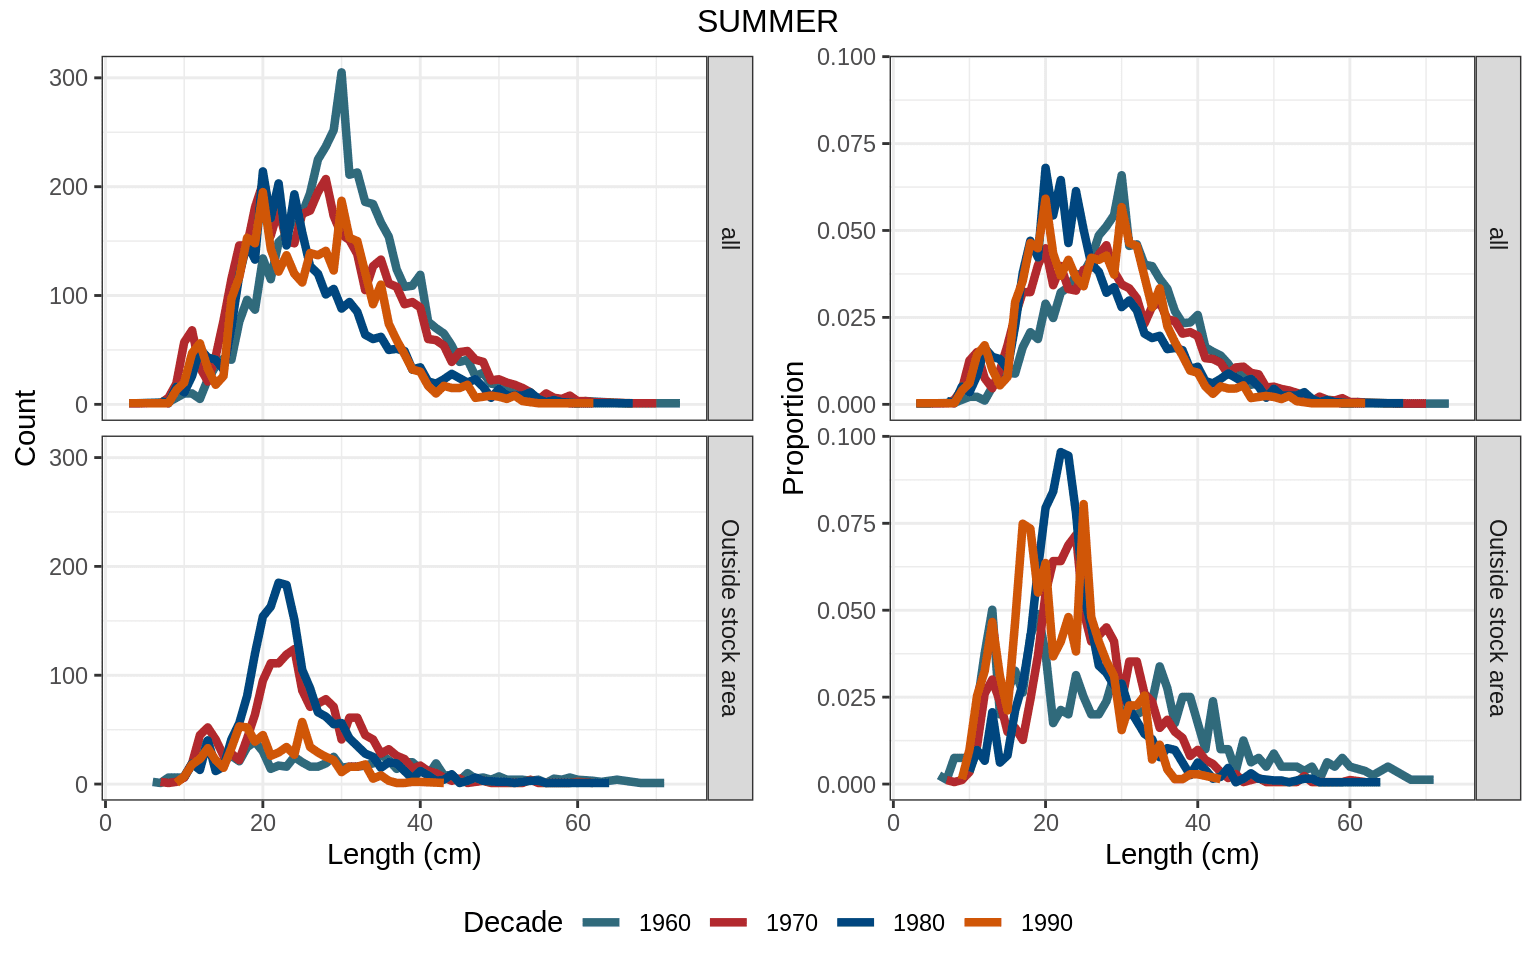 SUMMER
Count
300
200
100
0
all
300
200
100
0
Outside stock area
0 20 40 60
Length (cm)
Proportion
0.100
0.075
0.050
0.025
0.000
all
0.100
0.075
0.050
0.025
0.000
Outside stock area
0 20 40 60
Length (cm)
Decade 1960 1970 1980 1990